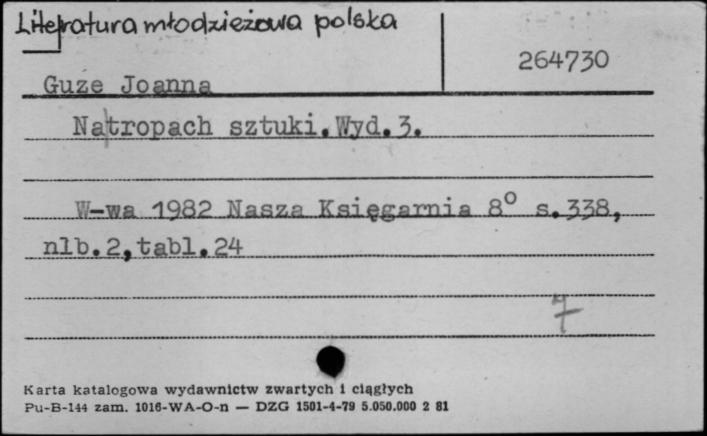 Literatura młodzieżowa polska
264730
Guze Joanna
Na tropach sztuki. Wyd. 3.
W-wa 1982 Nasza Księgarnia 8° s. 338,
nlb. 2, tabl. 24
7
Karta katalogowa wydawnictw zwartych i ciągłych
Pu-B-144 zam. 1016-WA-O-n — DZG 1501-4-79 5.050.000 2 81